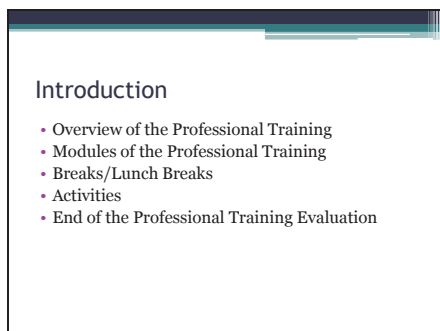 Introduction
• Overview of the Professional Training
• Modules of the Professional Training
• Breaks/Lunch Breaks
• Activities
• End of the Professional Training Evaluation